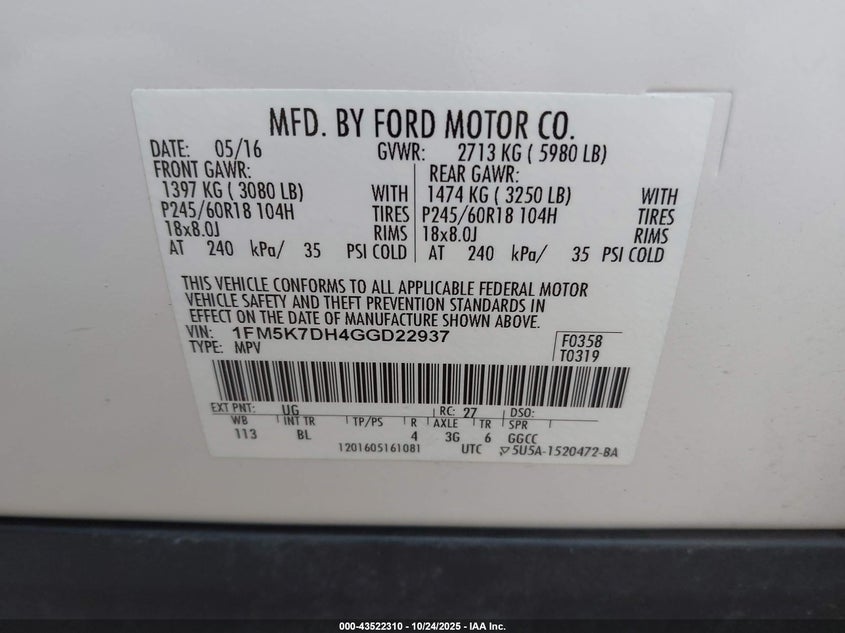 MFD. BY FORD MOTOR CO.
DATE: 05/16 GVWR: 2713 KG ( 5980 LB)
FRONT GAWR: REAR GAWR:
1397 KG ( 3080 LB) WITH 1474 KG ( 3250 LB) WITH
P245/60R18 104H TIRES P245/60R18 104H TIRES
18x8.0J RIMS 18x8.0J RIMS
AT 240 kPa/ 35 PSI COLD AT 240 kPa/ 35 PSI COLD
THIS VEHICLE CONFORMS TO ALL APPLICABLE FEDERAL MOTOR
VEHICLE SAFETY AND THEFT PREVENTION STANDARDS IN
EFFECT ON THE DATE OF MANUFACTURE SHOWN ABOVE.
VIN: 1FM5K7DH4GGD22937 F0358
TYPE: MPV T0319
EXT PNT: UG RC: 27 DSO:
WB INT TR TP/PS R AXLE TR SPR
113 BL 4 3G 6 GGCC
1201605161081 UTC ▽5U5A-1520472-BA
000-43522310 - 10/24/2025 - IAA Inc.